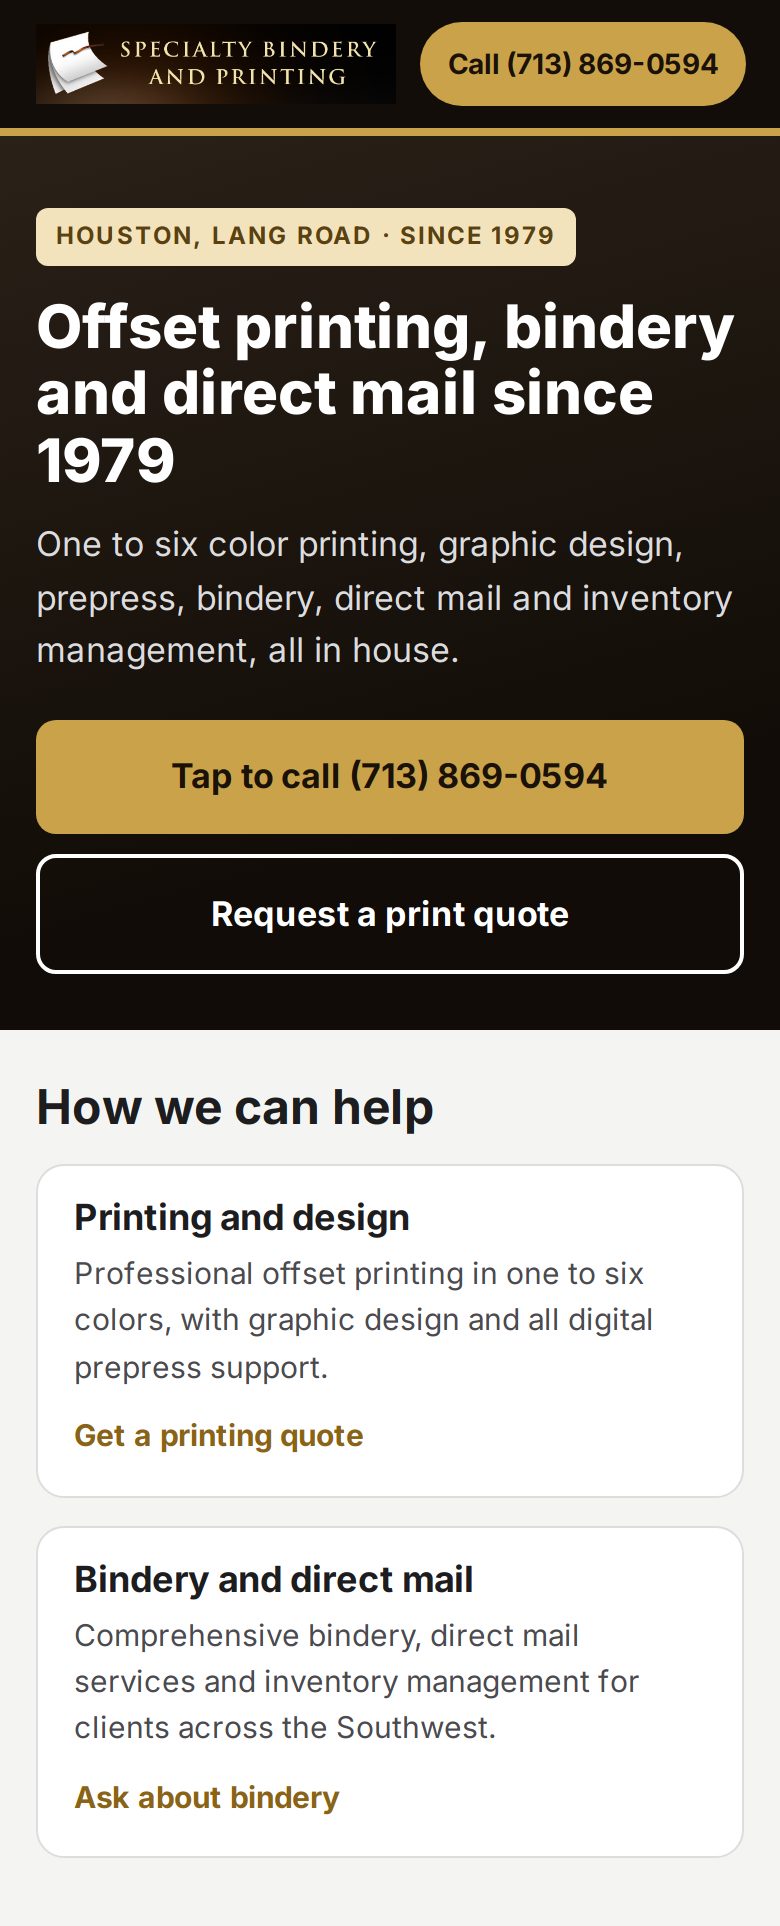 SPECIALTY BINDERY
AND PRINTING
Call (713) 869-0594
HOUSTON, LANG ROAD · SINCE 1979
Offset printing, bindery
and direct mail since
1979
One to six color printing, graphic design,
prepress, bindery, direct mail and inventory
management, all in house.
Tap to call (713) 869-0594
Request a print quote
How we can help
Printing and design
Professional offset printing in one to six
colors, with graphic design and all digital
prepress support.
Get a printing quote
Bindery and direct mail
Comprehensive bindery, direct mail
services and inventory management for
clients across the Southwest.
Ask about bindery